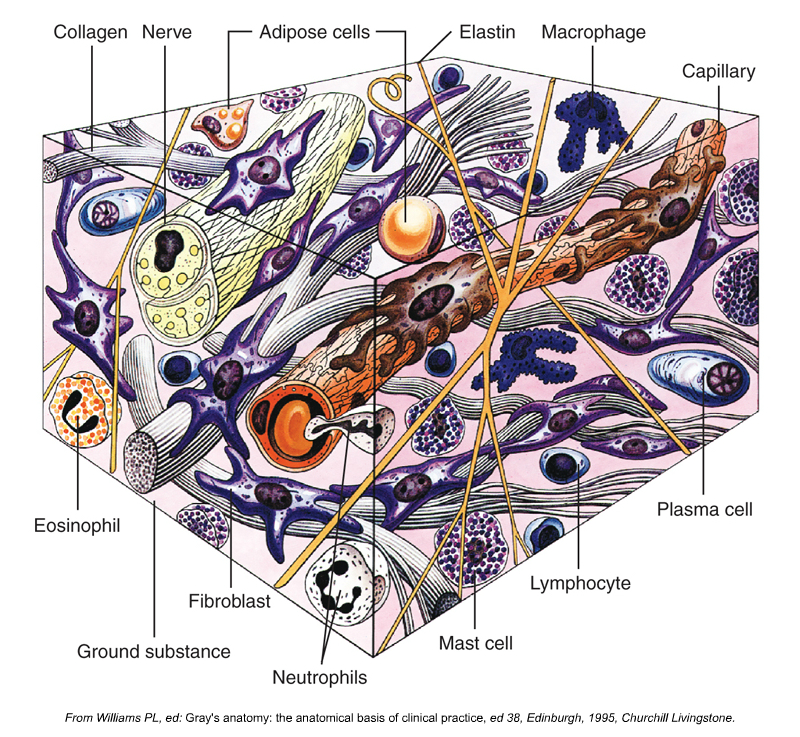 Collagen
Nerve
Adipose cells
Elastin
Macrophage
Capillary
Eosinophil
Plasma cell
Lymphocyte
Fibroblast
Mast cell
Ground substance
Neutrophils
From Williams PL, ed: Gray's anatomy: the anatomical basis of clinical practice, ed 38, Edinburgh, 1995, Churchill Livingstone.